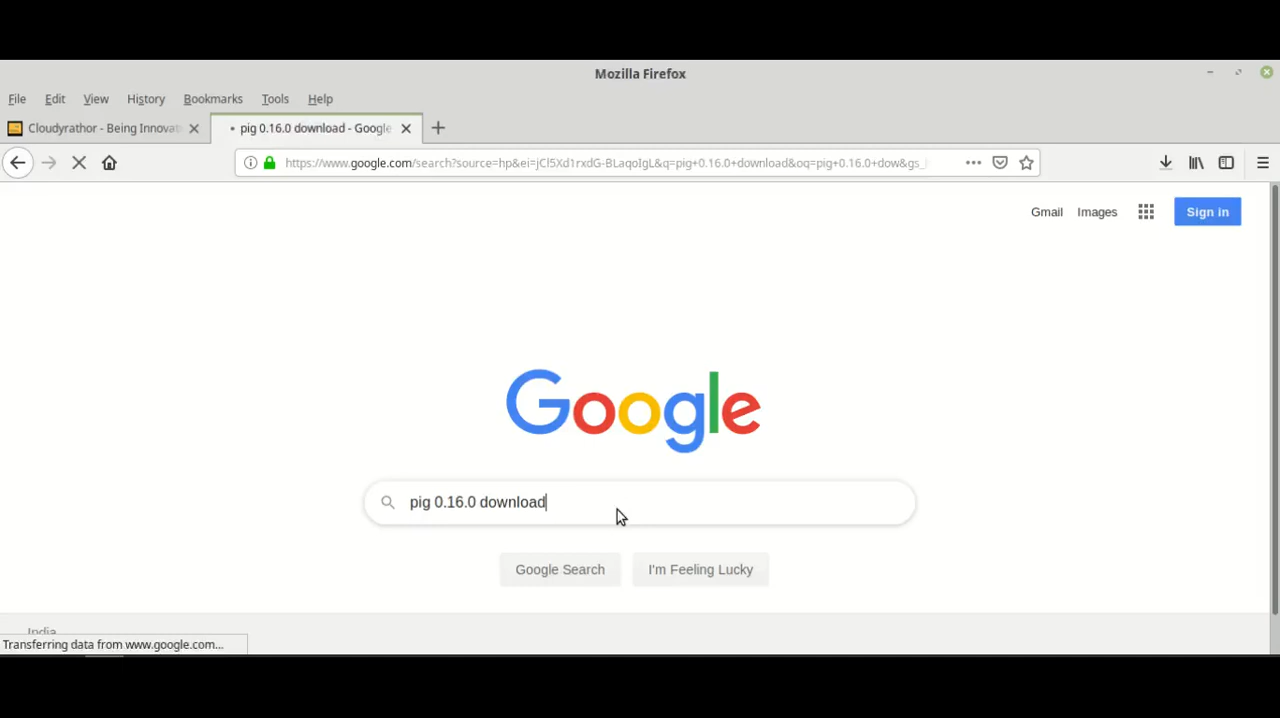 Mozilla Firefox
File Edit View History Bookmarks Tools Help
Cloudyrathor - Being Innovat
pig 0.16.0 download - Google
https://www.google.com/search?source=hp&ei=jCl5Xd1rxdG-BLaqoIgL&q=pig+0.16.0+download&oq=pig+0.16.0+dow&gs_l
Gmail Images Sign in
Google
pig 0.16.0 download
Google Search I'm Feeling Lucky
India
Transferring data from www.google.com...